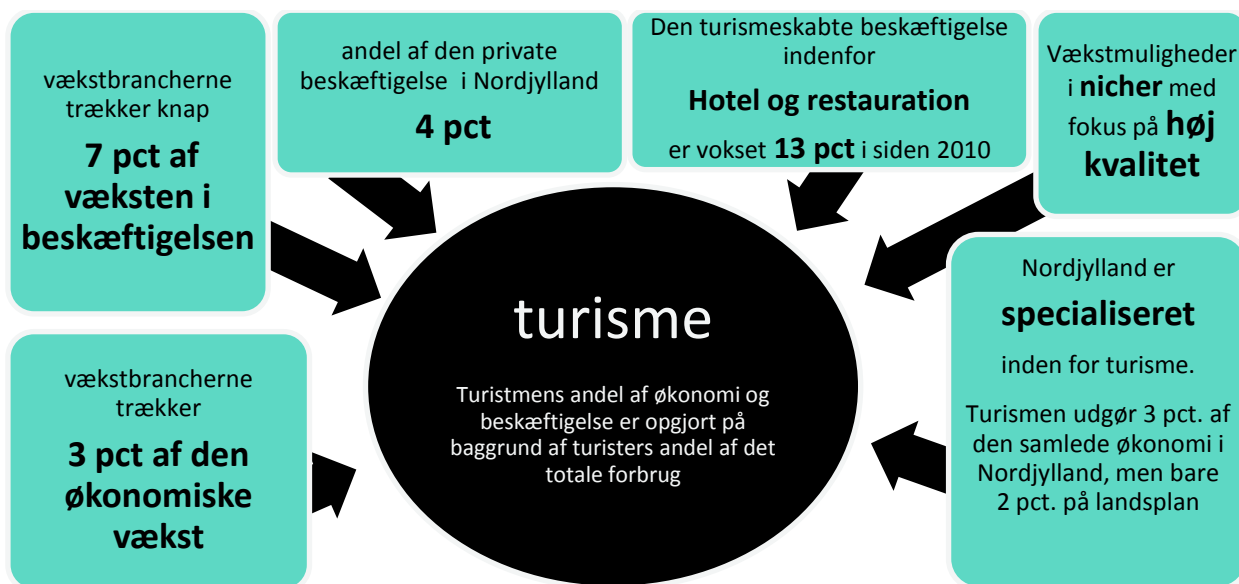 vækstbrancherne
trækker knap
7 pct af
væksten i
beskæftigelsen
andel af den private
beskæftigelse i Nordjylland
4 pct
Den turismeskabte beskæftigelse
indenfor
Hotel og restauration
er vokset 13 pct i siden 2010
Vækstmuligheder
i nicher med
fokus på høj
kvalitet
turisme
Turistmens andel af økonomi og
beskæftigelse er opgjort på
baggrund af turisters andel af det
totale forbrug
vækstbrancherne
trækker
3 pct af den
økonomiske
vækst
Nordjylland er
specialiseret
inden for turisme.
Turismen udgør 3 pct. af
den samlede økonomi i
Nordjylland, men bare
2 pct. på landsplan